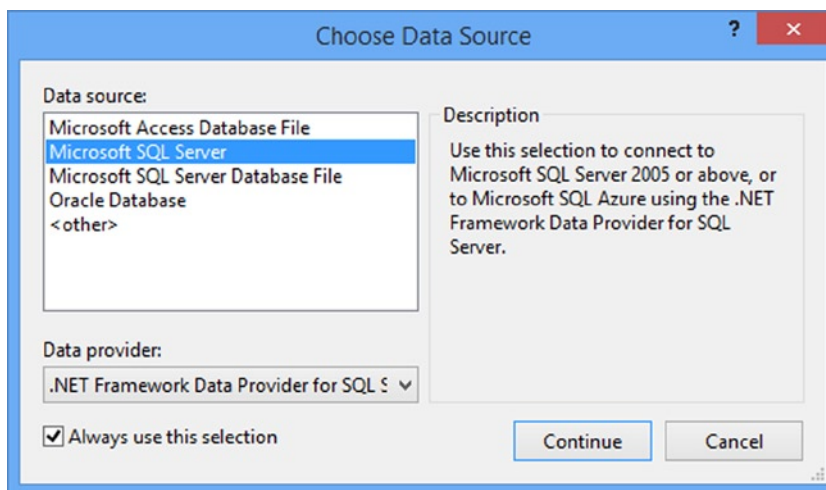 Choose Data Source
?
Data source:
Microsoft Access Database File
Microsoft SQL Server
Microsoft SQL Server Database File
Oracle Database
<other>
Description
Use this selection to connect to
Microsoft SQL Server 2005 or above, or
to Microsoft SQL Azure using the .NET
Framework Data Provider for SQL
Server.
Data provider:
.NET Framework Data Provider for SQL S
Always use this selection
Continue
Cancel